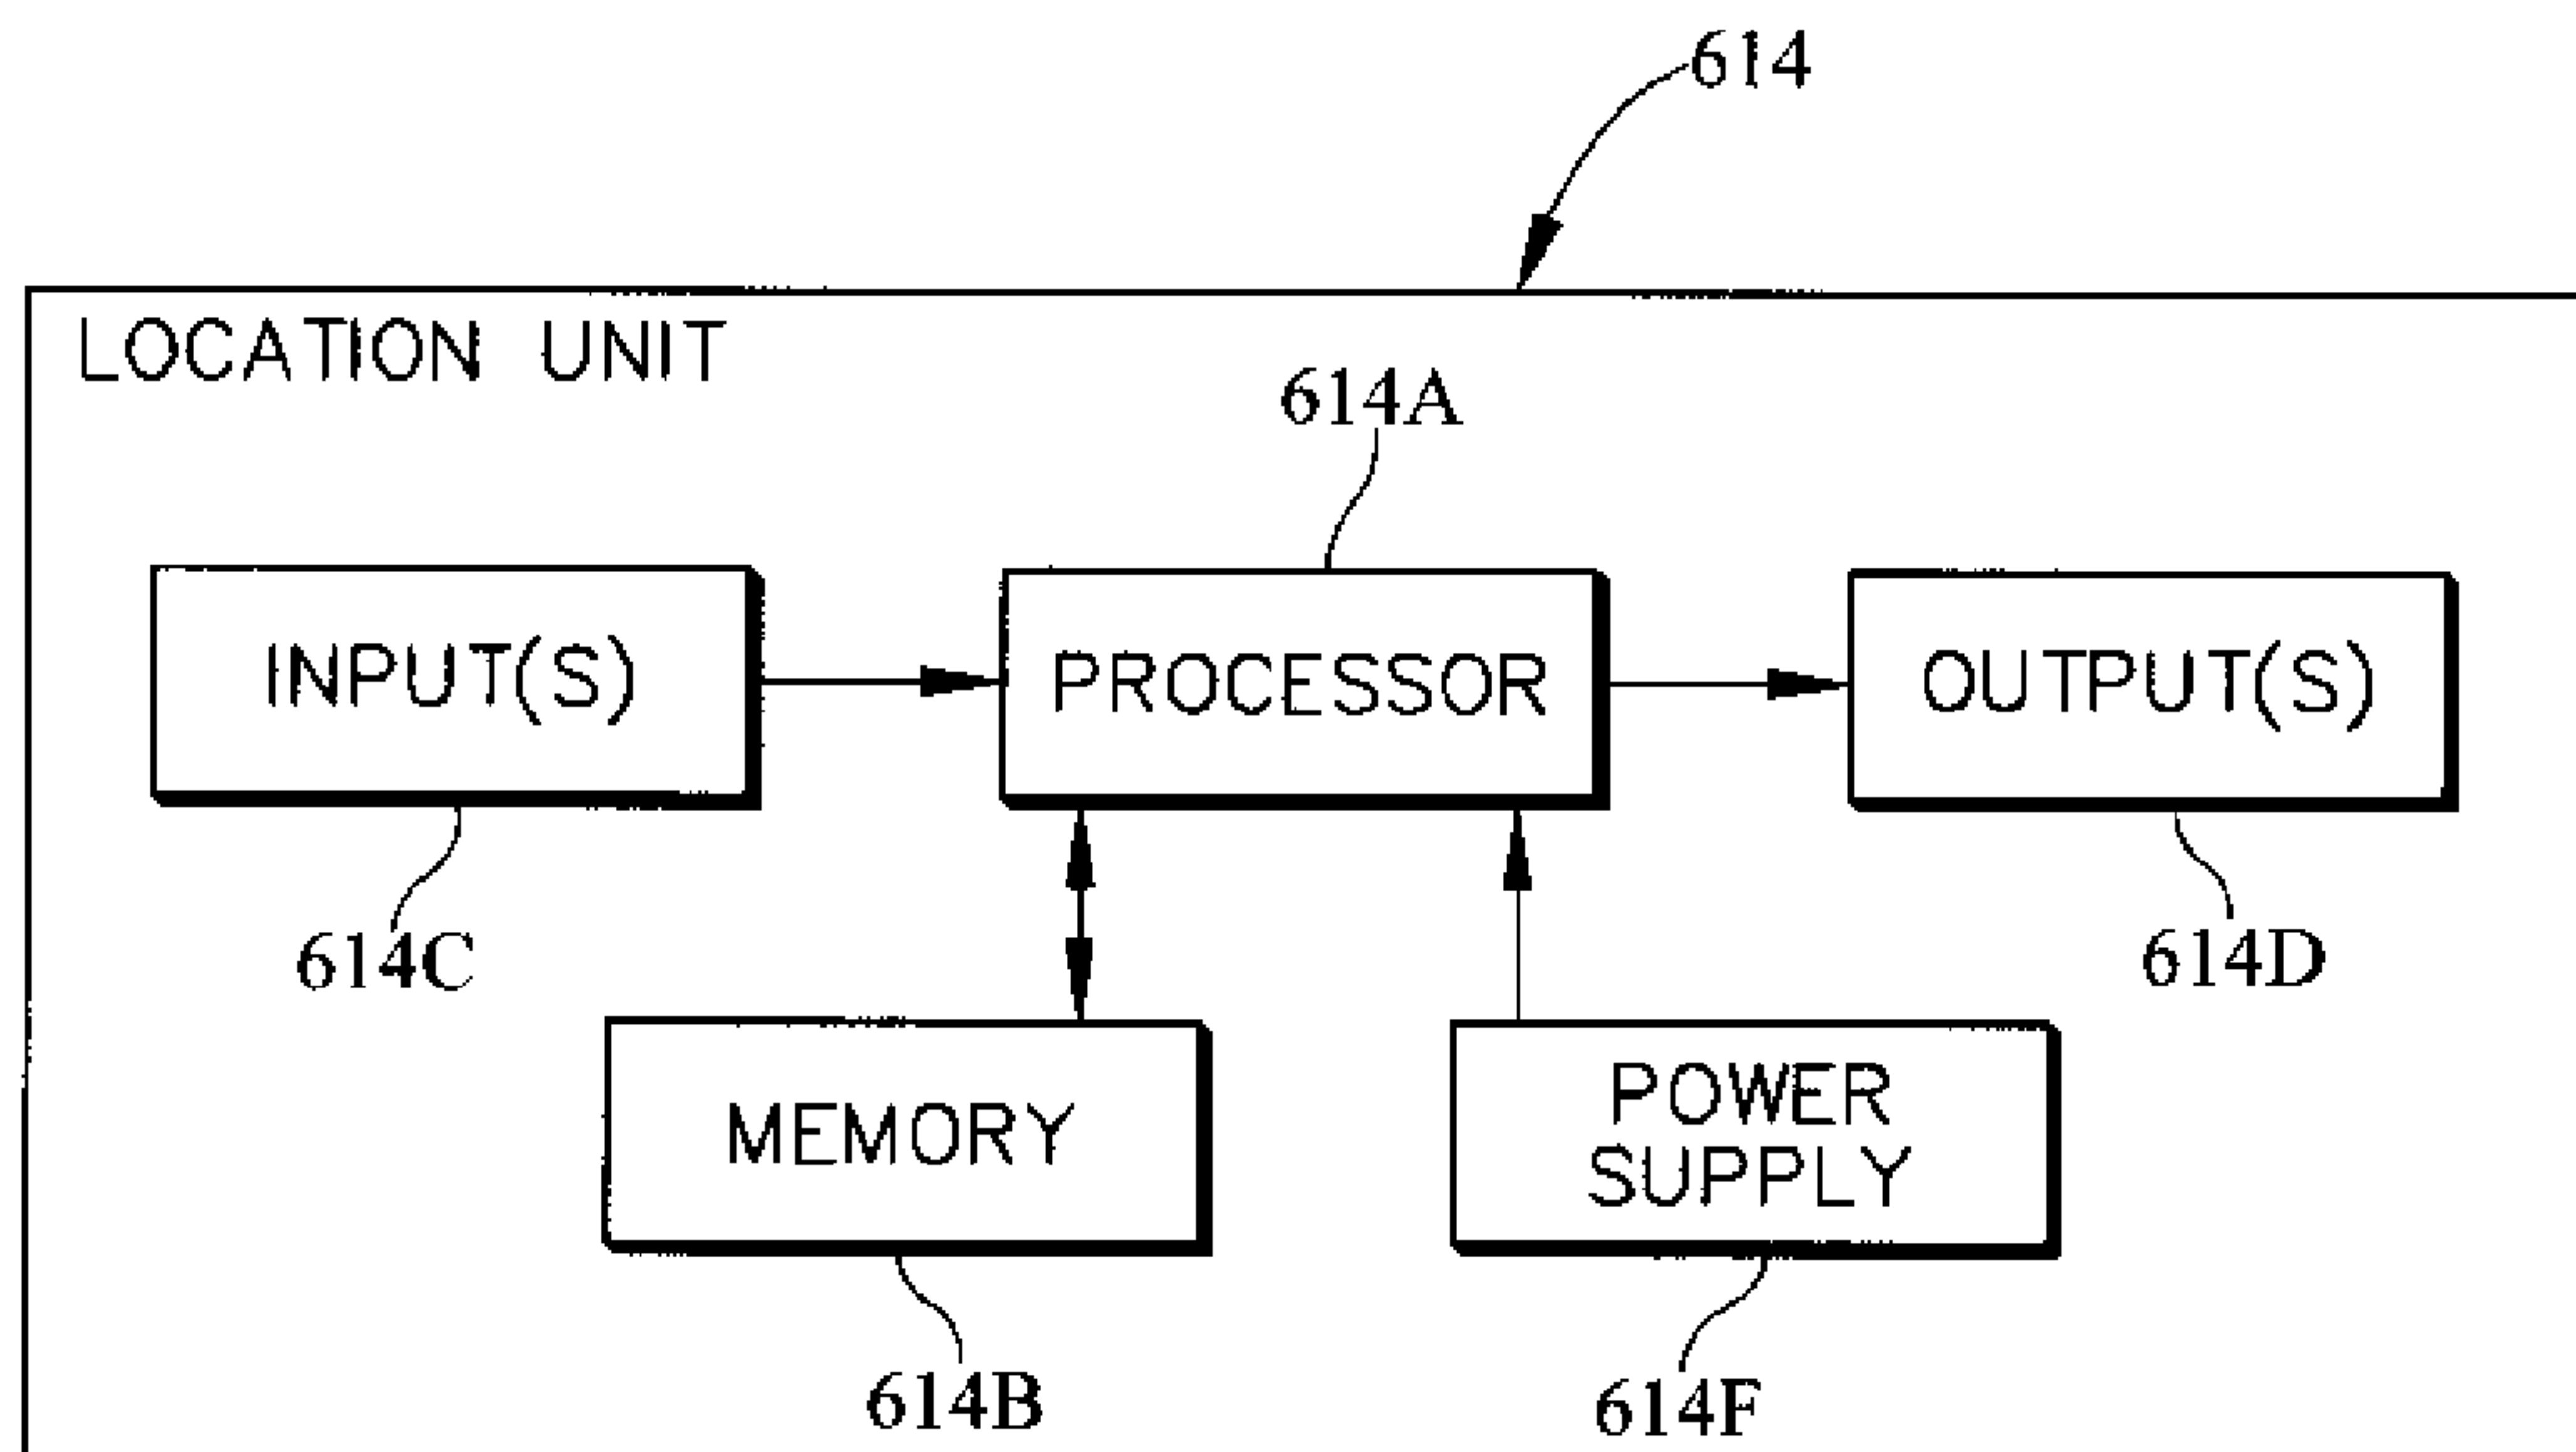 614
LOCATION UNIT
614A
INPUT(S)
PROCESSOR
OUTPUT(S)
614C
614D
MEMORY
POWER
SUPPLY
614B
614F